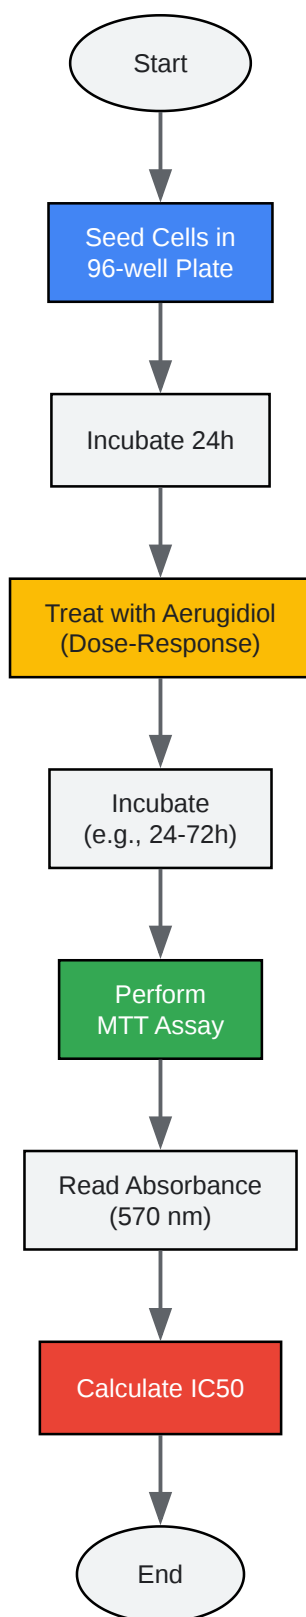 Start
Seed Cells in
96-well Plate
Incubate 24h
Treat with Aerugidiol
(Dose-Response)
Incubate
(e.g., 24-72h)
Perform
MTT Assay
Read Absorbance
(570 nm)
Calculate IC50
End